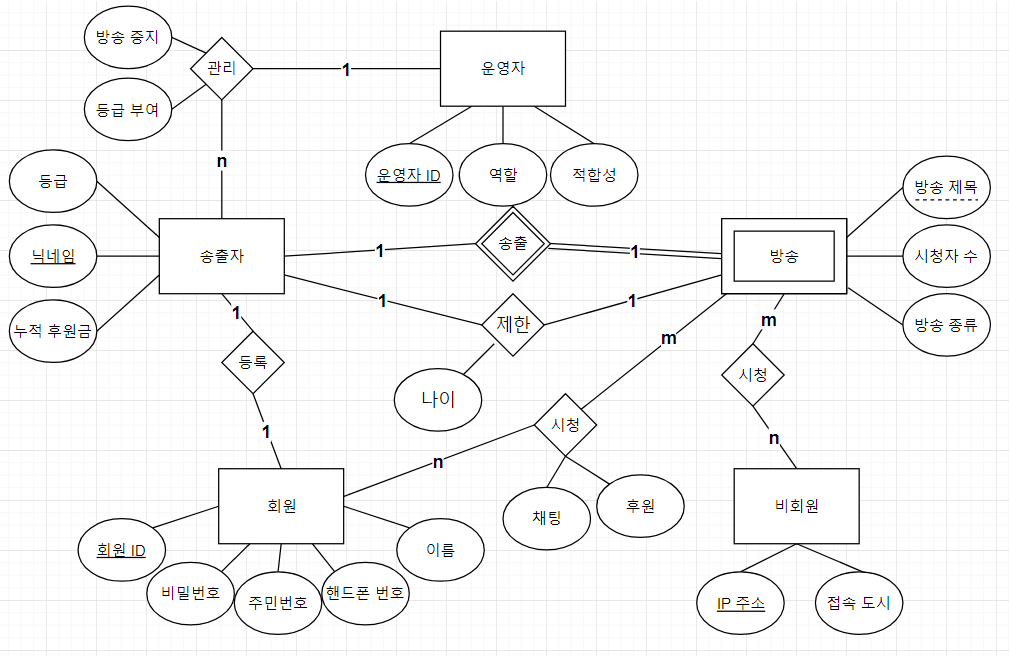 방송 중지
관리
1
운영자
등급 부여
n
운영자 ID
역할
적합성
등급
닉네임
누적 후원금
송출자
1
송출
1
방송
방송 제목
시청자 수
방송 종류
1
제한
1
나이
1
등록
1
m
시청
n
채팅
후원
m
시청
n
회원
회원 ID
비밀번호
주민번호
핸드폰 번호
이름
비회원
IP 주소
접속 도시